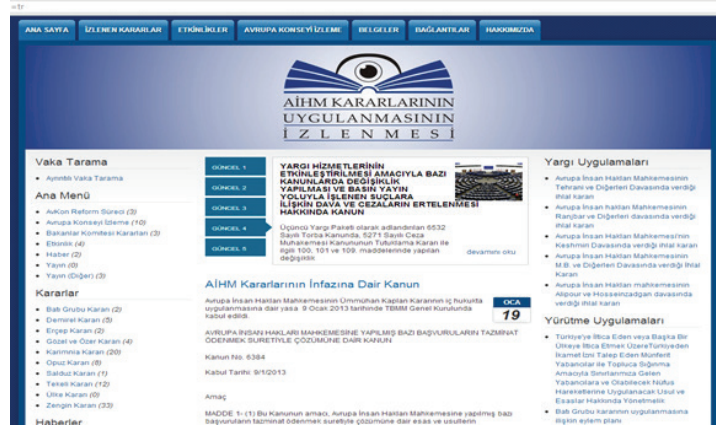 =tr
ANA SAYFA
İZLENEN KARARLAR
ETKİNLİKLER
AVRUPA KONSEYİ İZLEME
BELGELER
BAĞLANTILAR
HAKKIMIZDA
AİHM KARARLARININ
UYGULANMASININ
İZLENMESİ
Vaka Tarama
Ayrıntılı Vaka Tarama
Ana Menü
AvKon Reform Süreci (3)
Avrupa Konseyi İzleme (10)
Bakanlar Komitesi Kararları (3)
Etkinlik (4)
Haber (2)
Yayın (0)
Yayın (Diğer) (3)
Kararlar
Batı Grubu Kararı (2)
Demirel Kararı (5)
Erçep Kararı (2)
Gözel ve Özer Kararı (4)
Karimnia Kararı (20)
Opuz Kararı (8)
Salduz Kararı (1)
Tekeli Kararı (12)
Ülke Kararı (0)
Zengin Kararı (33)
Haberler
GÜNCEL 1
GÜNCEL 2
GÜNCEL 3
GÜNCEL 4
GÜNCEL 5
YARGI HİZMETLERİNİN
ETKİNLEŞTİRİLMESİ AMACIYLA BAZI
KANUNLARDA DEĞİŞİKLİK
YAPILMASI VE BASIN YAYIN
YOLUYLA İŞLENEN SUÇLARA
İLİŞKİN DAVA VE CEZALARIN ERTELENMESİ
HAKKINDA KANUN
Üçüncü Yargı Paketi olarak adlandırılan 6532
Sayılı Torba Kanunda, 5271 Sayılı Ceza
Muhakemesi Kanununun Tutuklama Kararı ile
ilgili 100, 101 ve 109. maddelerinde yapılan
değişiklik
devamını oku
AİHM Kararlarının İnfazına Dair Kanun
OCA
19
Avrupa İnsan Hakları Mahkemesinin Ümmühan Kaplan Kararının iç hukukta
uygulanmasına dair yasa 9 Ocak 2013 tarihinde TBMM Genel Kurulunda
kabul edildi.
AVRUPA İNSAN HAKLARI MAHKEMESİNE YAPILMIŞ BAZI BAŞVURULARIN TAZMİNAT
ÖDENMEK SURETİYLE ÇÖZÜMÜNE DAİR KANUN
Kanun No. 6384
Kabul Tarihi: 9/1/2013
Amaç
MADDE 1- (1) Bu Kanunun amacı, Avrupa İnsan Hakları Mahkemesine yapılmış bazı
başvuruların tazminat ödenmek suretiyle çözümüne dair esas ve usullerin
Yargı Uygulamaları
Avrupa İnsan Hakları Mahkemesinin
Tehrani ve Diğerleri Davasında verdiği
ihlal kararı
Avrupa insan hakları Mahkemesinin
Ranjbar ve Diğerleri davasında verdiği
ihlal kararı
Avrupa İnsan Hakları Mahkemesi'nin
Keshmiri Davasında verdiği ihlal kararı
Avrupa İnsan Hakları Mahkemesinin
M.B. ve Diğerleri Davasında verdiği İhlal
Kararı
Avrupa İnsan Hakları mahkemesinin
Alipour ve Hosseinzadgan davasında
verdiği ihlal kararı
Yürütme Uygulamaları
Türkiye'ye İltica Eden veya Başka Bir
Ülkeye İltica Etmek ÜzereTürkiyeden
İkamet İzni Talep Eden Münferit
Yabancılar ile Topluca Sığınma
Amacıyla Sınırlarımıza Gelen
Yabancılara ve Olabilecek Nüfus
Hareketlerine Uygulanacak Usul ve
Esaslar Hakkında Yönetmelik
Batı Grubu kararının uygulanmasına
ilişkin eylem planı